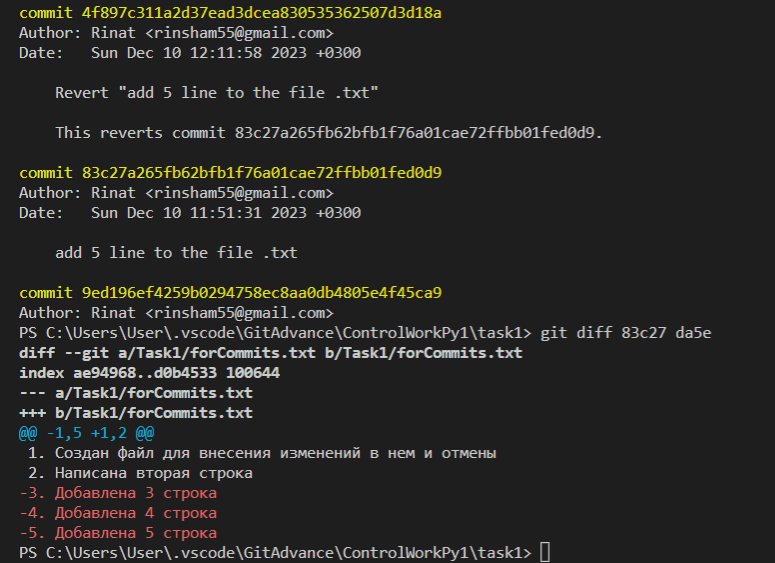 commit 4f897c311a2d37ead3dcea830535362507d3d18a
Author: Rinat <rinsham55@gmail.com>
Date:   Sun Dec 10 12:11:58 2023 +0300
    Revert "add 5 line to the file .txt"
    This reverts commit 83c27a265fb62bfb1f76a01cae72ffbb01fed0d9.
commit 83c27a265fb62bfb1f76a01cae72ffbb01fed0d9
Author: Rinat <rinsham55@gmail.com>
Date:   Sun Dec 10 11:51:31 2023 +0300
    add 5 line to the file .txt
commit 9ed196ef4259b0294758ec8aa0db4805e4f45ca9
Author: Rinat <rinsham55@gmail.com>
PS C:\Users\User\.vscode\GitAdvance\ControlWorkPy1\task1> git diff 83c27 da5e
diff --git a/Task1/forCommits.txt b/Task1/forCommits.txt
index ae94968..d0b4533 100644
--- a/Task1/forCommits.txt
+++ b/Task1/forCommits.txt
@@ -1,5 +1,2 @@
 1. Создан файл для внесения изменений в нем и отмены
 2. Написана вторая строка
-3. Добавлена 3 строка
-4. Добавлена 4 строка
-5. Добавлена 5 строка
PS C:\Users\User\.vscode\GitAdvance\ControlWorkPy1\task1>